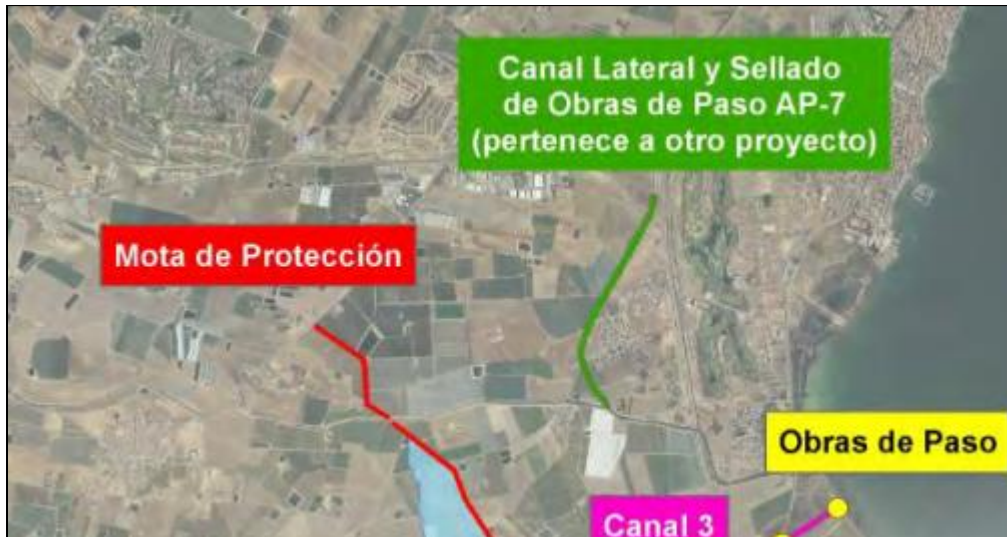 Canal Lateral y Sellado
de Obras de Paso AP-7
(pertenece a otro proyecto)
Mota de Protección
Obras de Paso
Canal 3